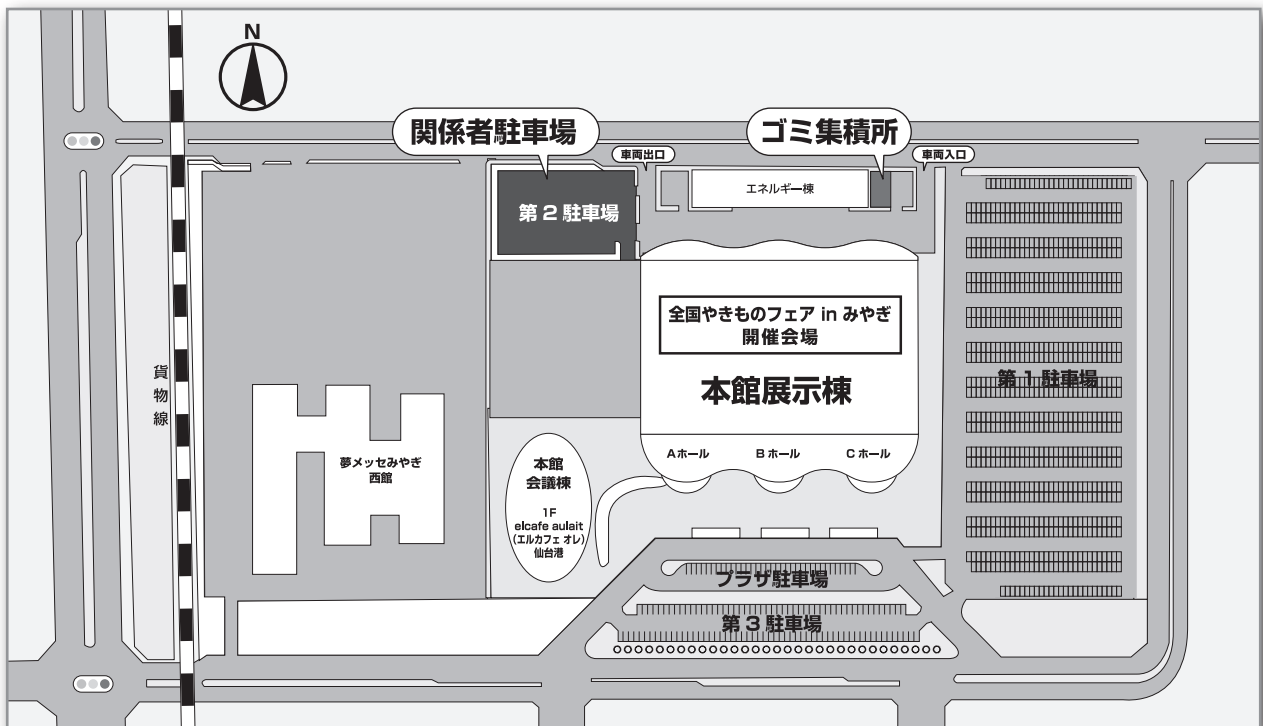 N
関係者駐車場
ゴミ集積所
車両出口
車両入口
エネルギー棟
第2駐車場
全国やきものフェア in みやぎ
開催会場
本館展示棟
第1駐車場
貨物線
Aホール
Bホール
Cホール
夢メッセみやぎ
西館
本館
会議棟
1F
elcafe aulait
(エルカフェ オレ)
仙台港
プラザ駐車場
第3駐車場